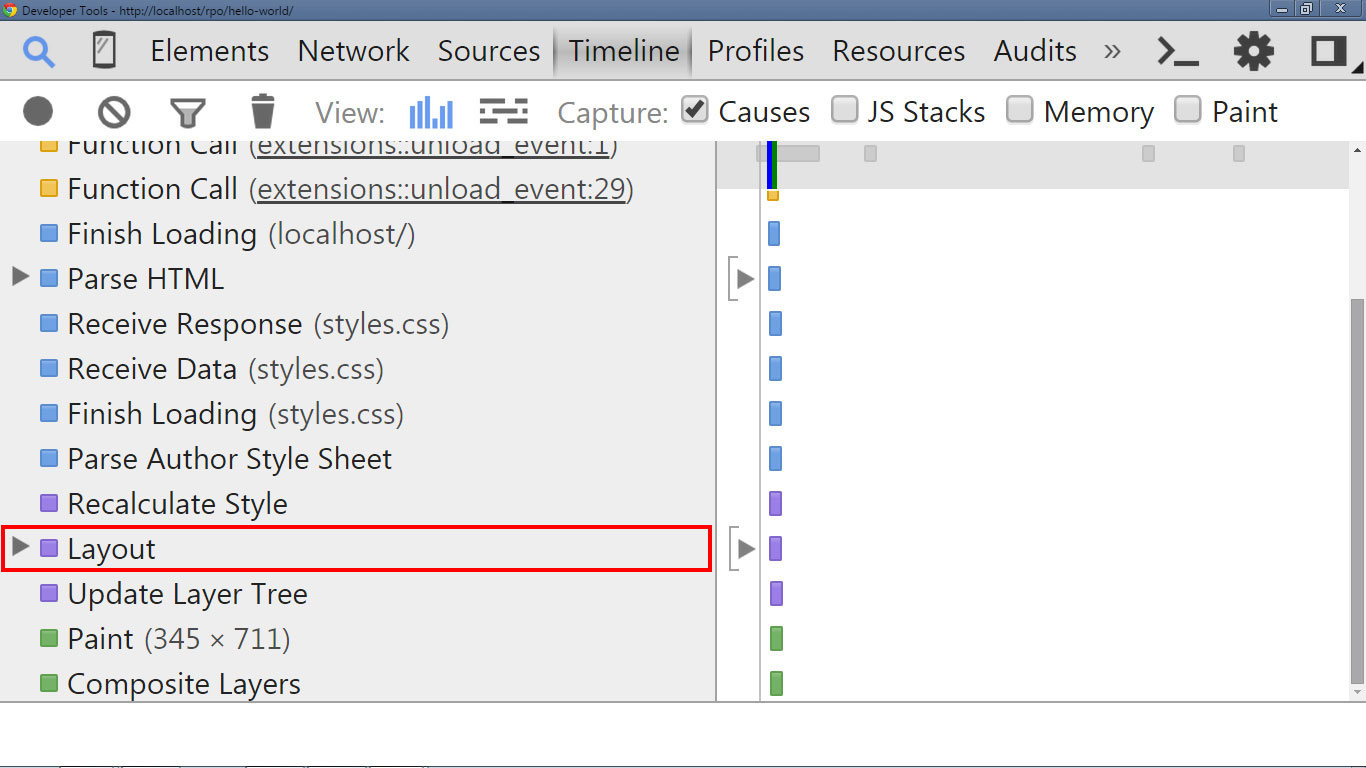 Developer Tools - http://localhost/rpo/hello-world/
Elements Network Sources Timeline Profiles Resources Audits »
View: Capture: Causes JS Stacks Memory Paint
Function Call (extensions::unload_event:1)
Function Call (extensions::unload_event:29)
Finish Loading (localhost/)
Parse HTML
Receive Response (styles.css)
Receive Data (styles.css)
Finish Loading (styles.css)
Parse Author Style Sheet
Recalculate Style
Layout
Update Layer Tree
Paint (345 × 711)
Composite Layers